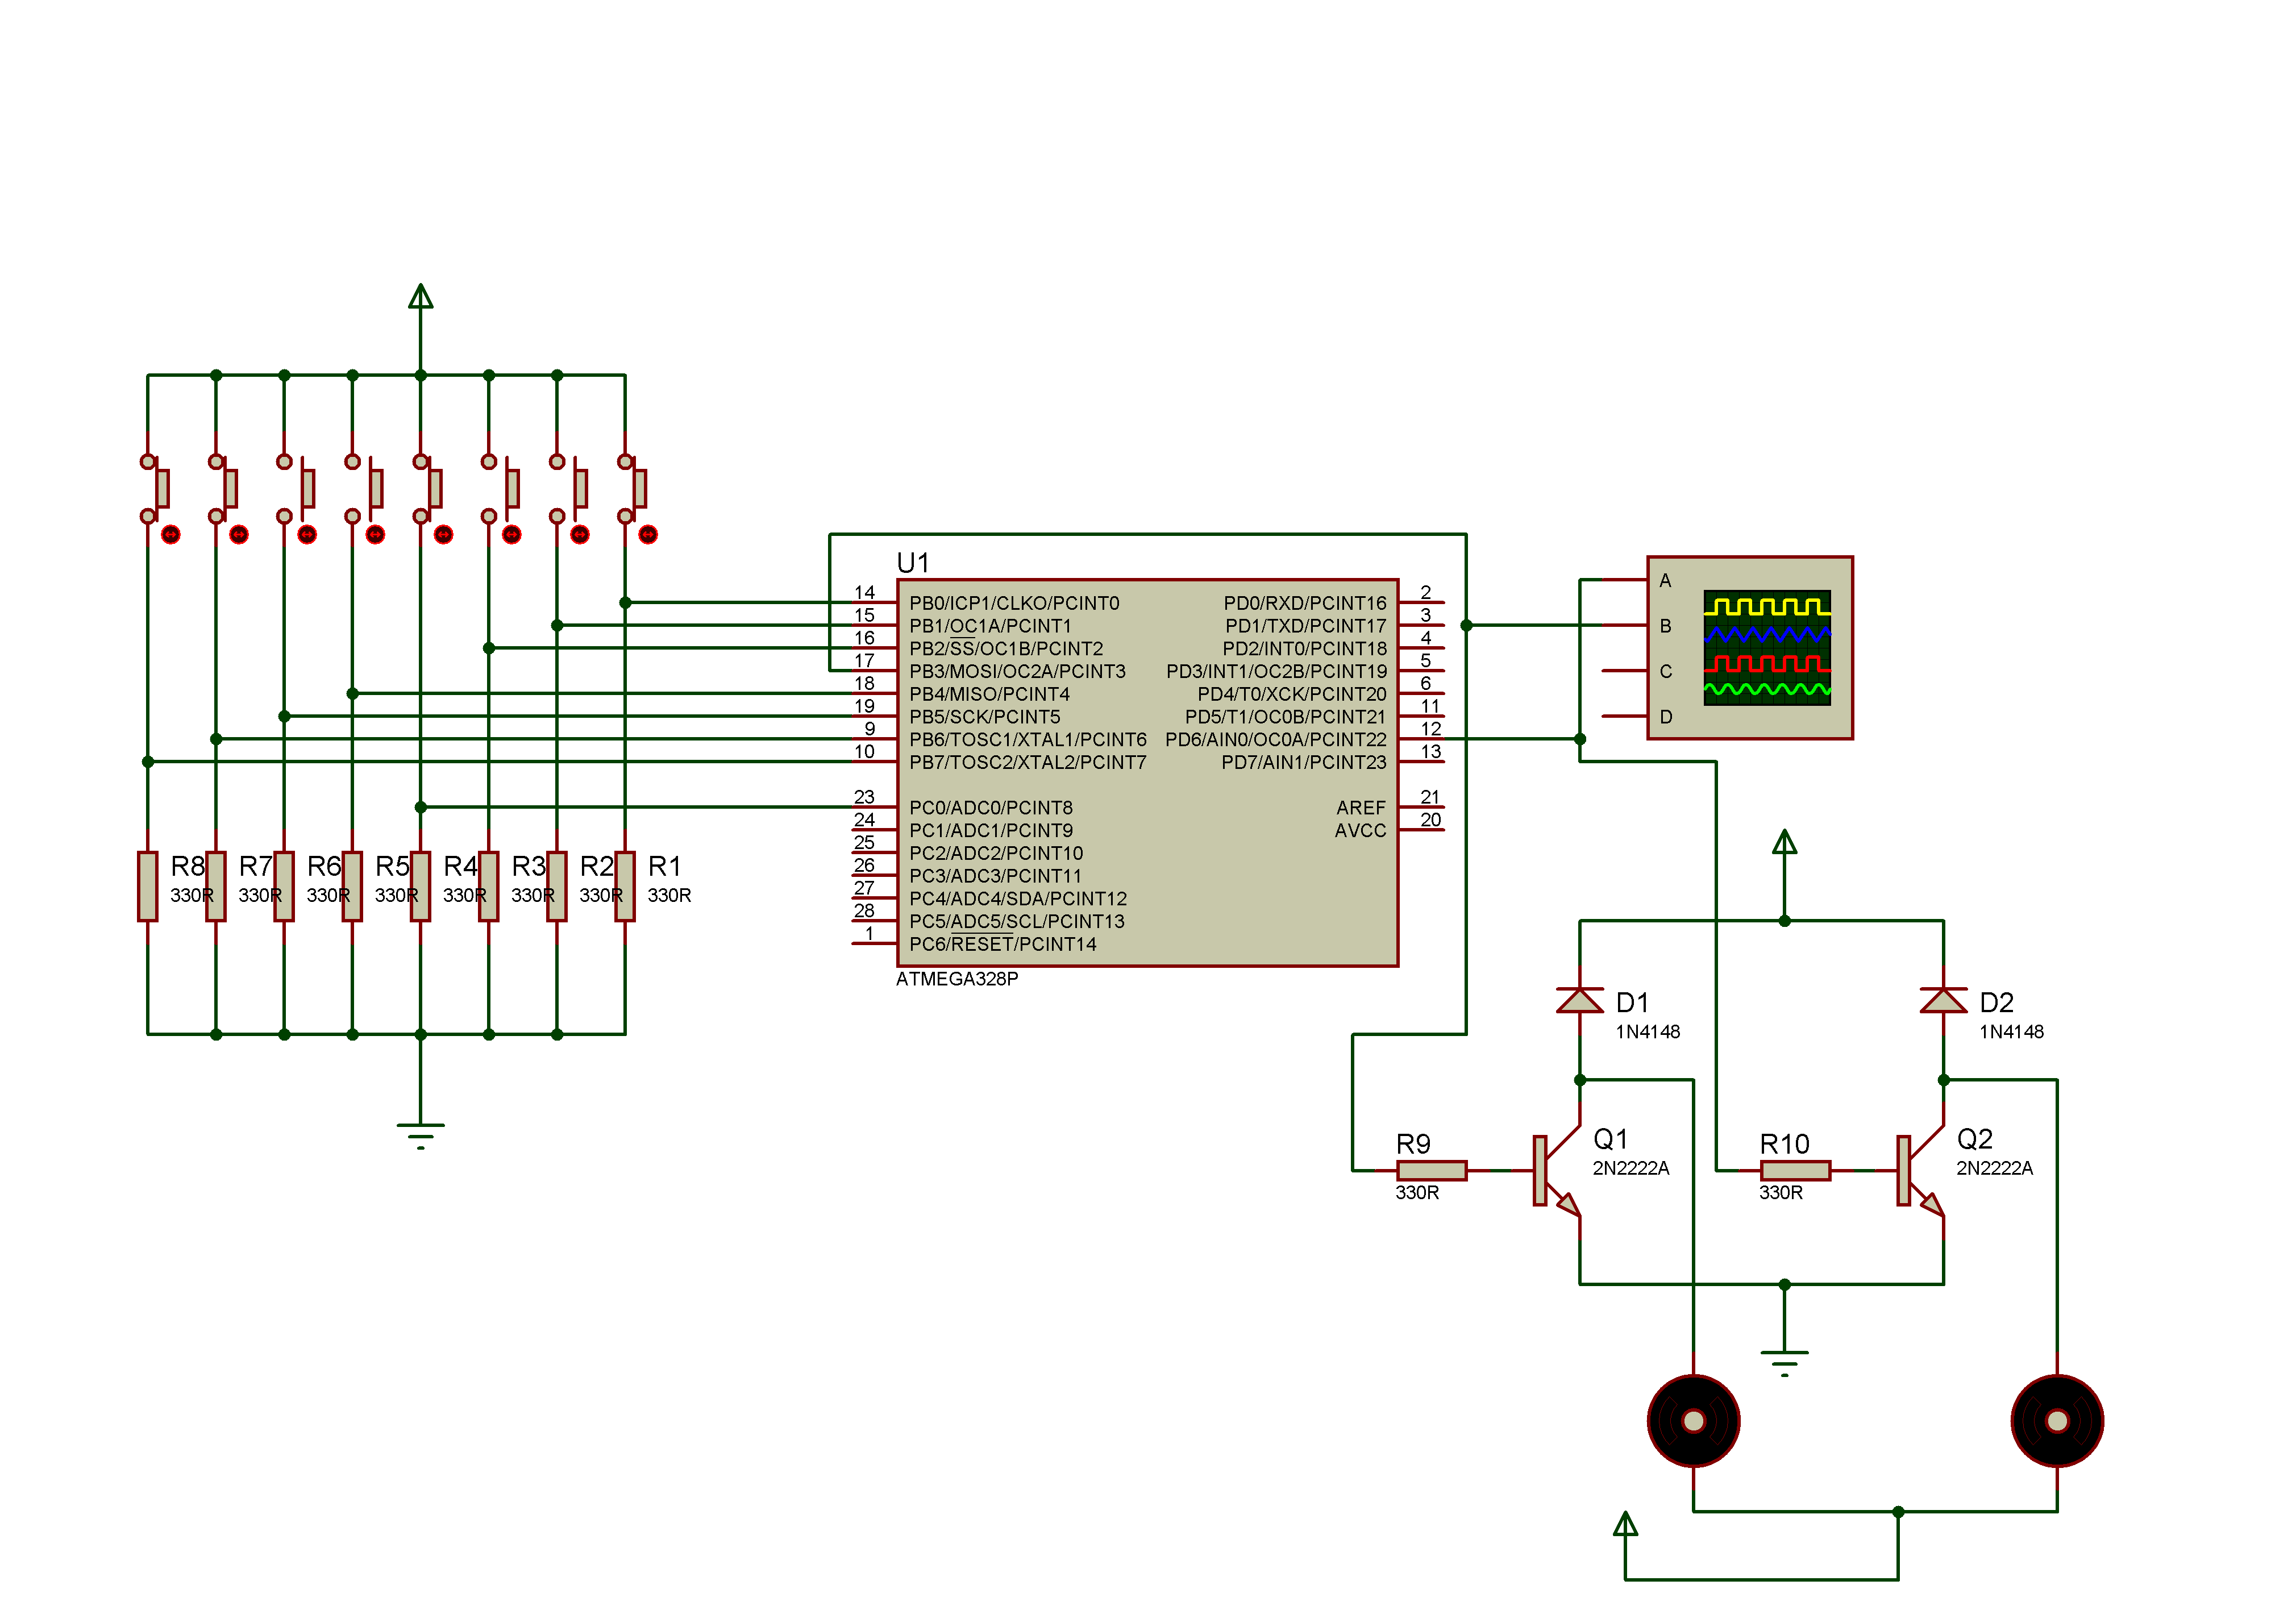 U1
14
PB0/ICP1/CLKO/PCINT0
15
PB1/OC1A/PCINT1
16
PB2/SS/OC1B/PCINT2
17
PB3/MOSI/OC2A/PCINT3
18
PB4/MISO/PCINT4
19
PB5/SCK/PCINT5
9
PB6/TOSC1/XTAL1/PCINT6
10
PB7/TOSC2/XTAL2/PCINT7
23
PC0/ADC0/PCINT8
24
PC1/ADC1/PCINT9
25
PC2/ADC2/PCINT10
26
PC3/ADC3/PCINT11
27
PC4/ADC4/SDA/PCINT12
28
PC5/ADC5/SCL/PCINT13
1
PC6/RESET/PCINT14
2
PD0/RXD/PCINT16
3
PD1/TXD/PCINT17
4
PD2/INT0/PCINT18
5
PD3/INT1/OC2B/PCINT19
6
PD4/T0/XCK/PCINT20
11
PD5/T1/OC0B/PCINT21
12
PD6/AIN0/OC0A/PCINT22
13
PD7/AIN1/PCINT23
21
AREF
20
AVCC
ATMEGA328P
A
B
C
D
R8
330R
R7
330R
R6
330R
R5
330R
R4
330R
R3
330R
R2
330R
R1
330R
D1
1N4148
D2
1N4148
R9
330R
Q1
2N2222A
R10
330R
Q2
2N2222A